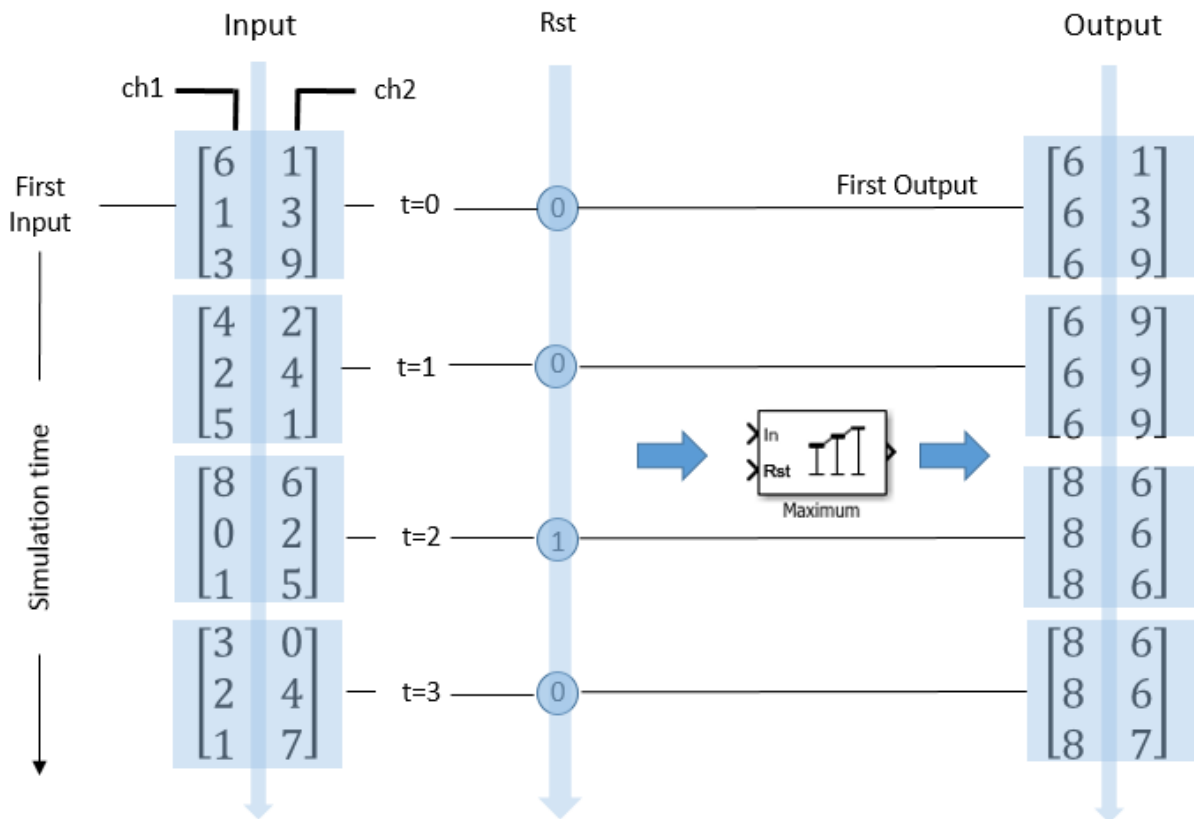 Input Rst Output
ch1 ch2
First Input
[6 1]
[1 3]
[3 9]
t=0
0
First Output
[6 1]
[6 3]
[6 9]
[4 2]
[2 4]
[5 1]
t=1
0
[6 9]
[6 9]
[6 9]
Simulation time
In
Rst
Maximum
[8 6]
[0 2]
[1 5]
t=2
1
[8 6]
[8 6]
[8 6]
[3 0]
[2 4]
[1 7]
t=3
0
[8 6]
[8 6]
[8 7]